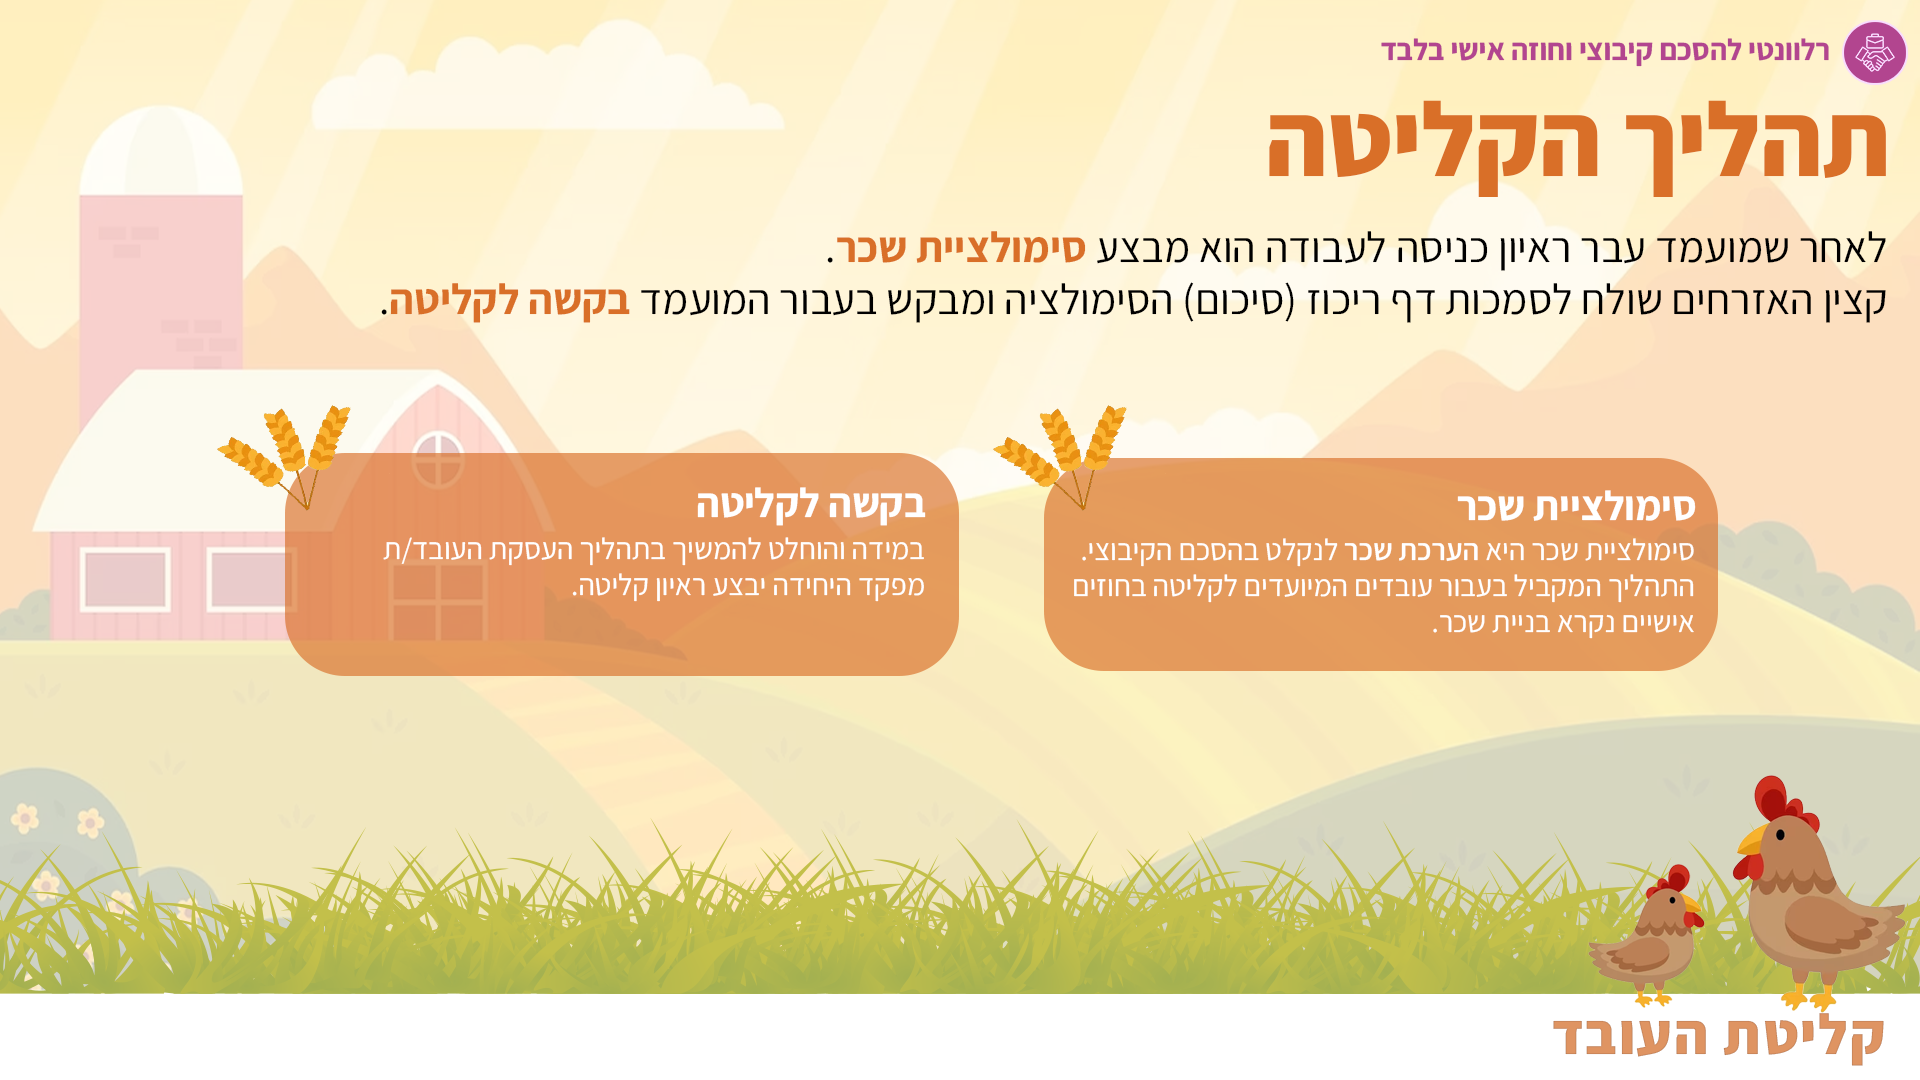 רלוונטי להסכם קיבוצי וחוזה אישי בלבד
תהליך הקליטה
לאחר שמועמד עבר ראיון כניסה לעבודה הוא מבצע סימולציית שכר.
קצין האזרחים שולח לסמכות דף ריכוז (סיכום) הסימולציה ומבקש בעבור המועמד בקשה לקליטה.
סימולציית שכר
סימולציית שכר היא הערכת שכר לנקלט בהסכם הקיבוצי.
התהליך המקביל בעבור עובדים המיועדים לקליטה בחוזים
אישיים נקרא בניית שכר.
בקשה לקליטה
במידה והוחלט להמשיך בתהליך העסקת העובד/ת
מפקד היחידה יבצע ראיון קליטה.
קליטת העובד